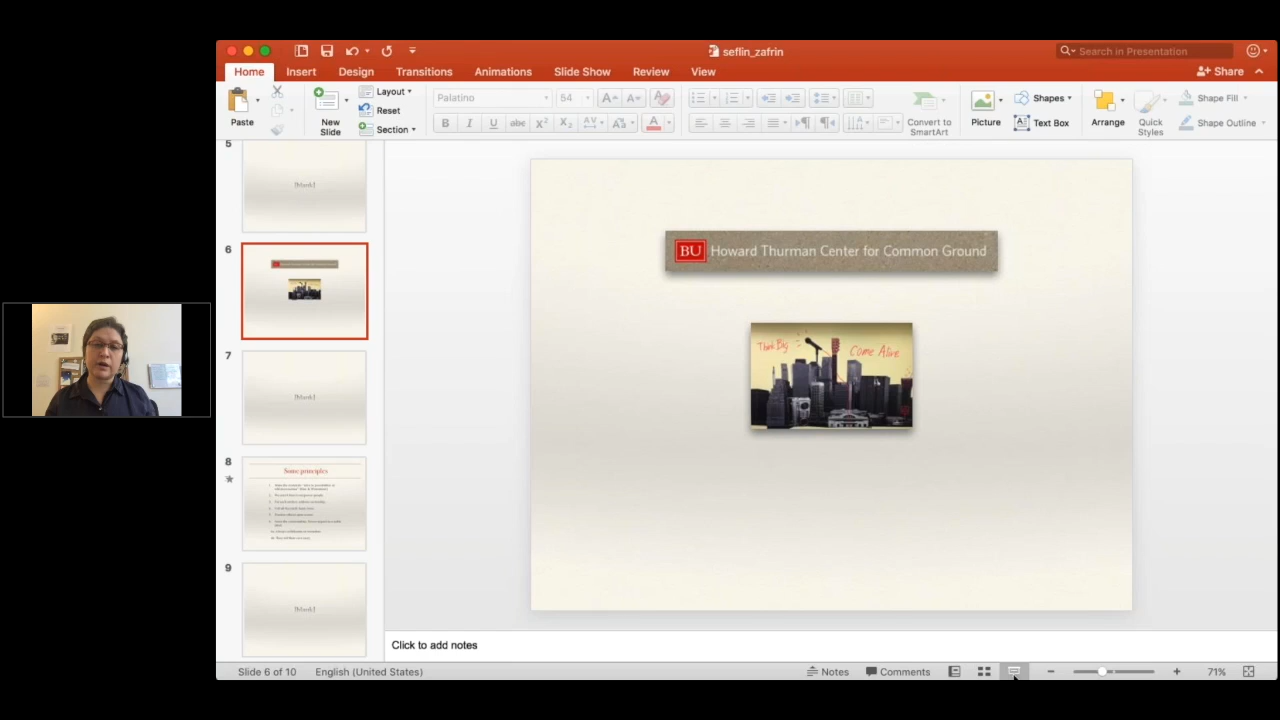 seflin_zafrin
Search in Presentation
Home Insert Design Transitions Animations Slide Show Review View
Share
Paste
New
Slide
Layout
Reset
Section
Palatino
54
Convert to
SmartArt
Picture
Shapes
Text Box
Arrange
Quick
Styles
Shape Fill
Shape Outline
5
[blank]
6
7
[blank]
8
Some principles
9
[blank]
BU Howard Thurman Center for Common Ground
Think Big
Come Alive
Click to add notes
Slide 6 of 10 English (United States)
Notes Comments 71%